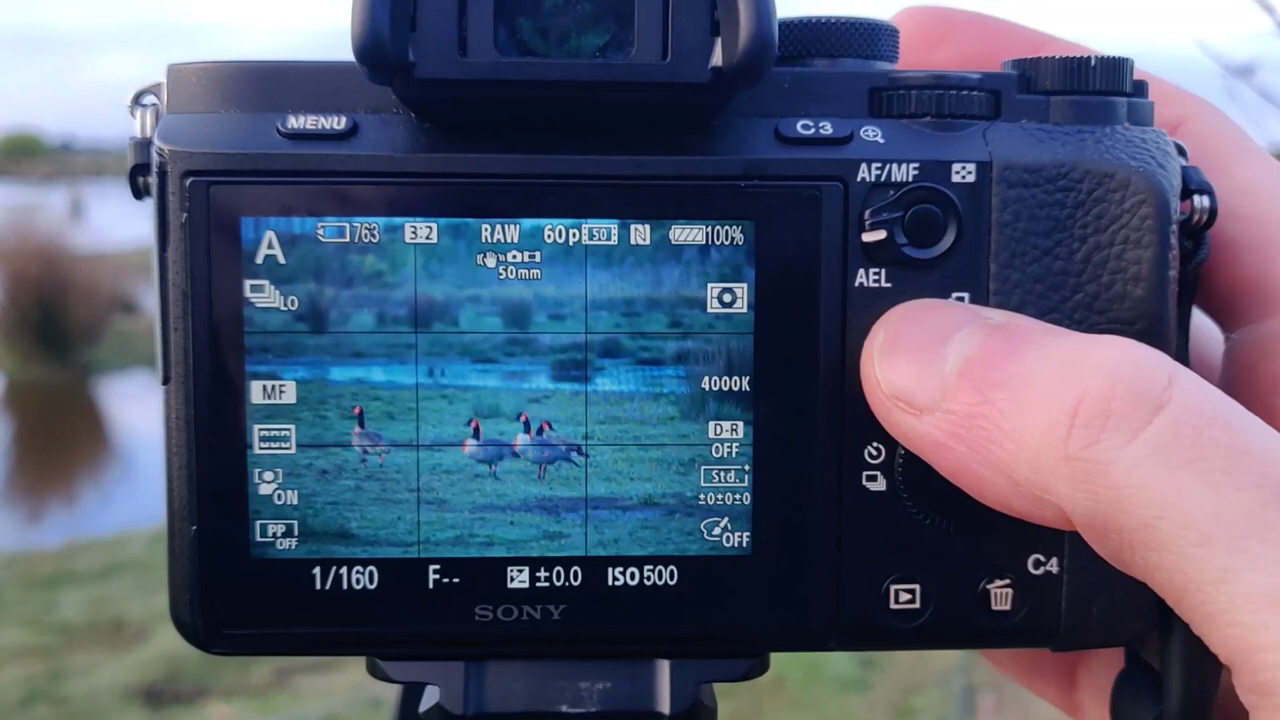 MENU
C3
AF/MF
AEL
A 763 3:2 RAW 60p 50 N 100%
50mm
LO
MF
4000K
D-R
OFF
ON
Std.
±0±0±0
PP
OFF
OFF
1/160 F-- ±0.0 ISO 500
SONY
C4